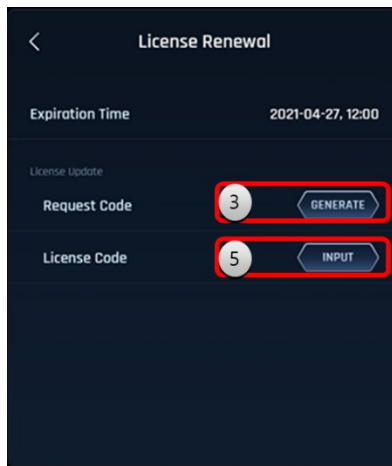 License Renewal
Expiration Time 2021-04-27, 12:00
License Update
Request Code 3 GENERATE
License Code 5 INPUT